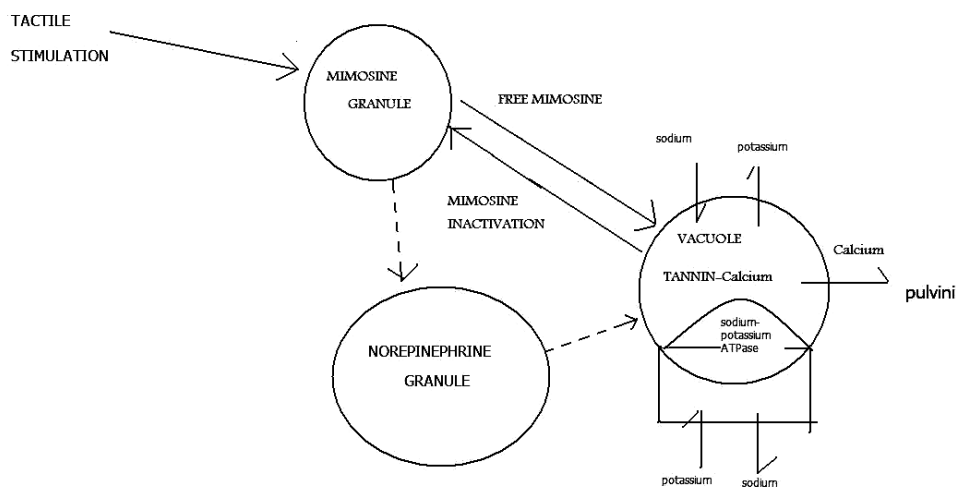 TACTILE
STIMULATION
MIMOSINE
GRANULE
FREE MIMOSINE
MIMOSINE
INACTIVATION
sodium
potassium
VACUOLE
TANNIN-Calcium
Calcium
pulvini
sodium-
potassium
ATPase
NOREPINEPHRINE
GRANULE
potassium
sodium